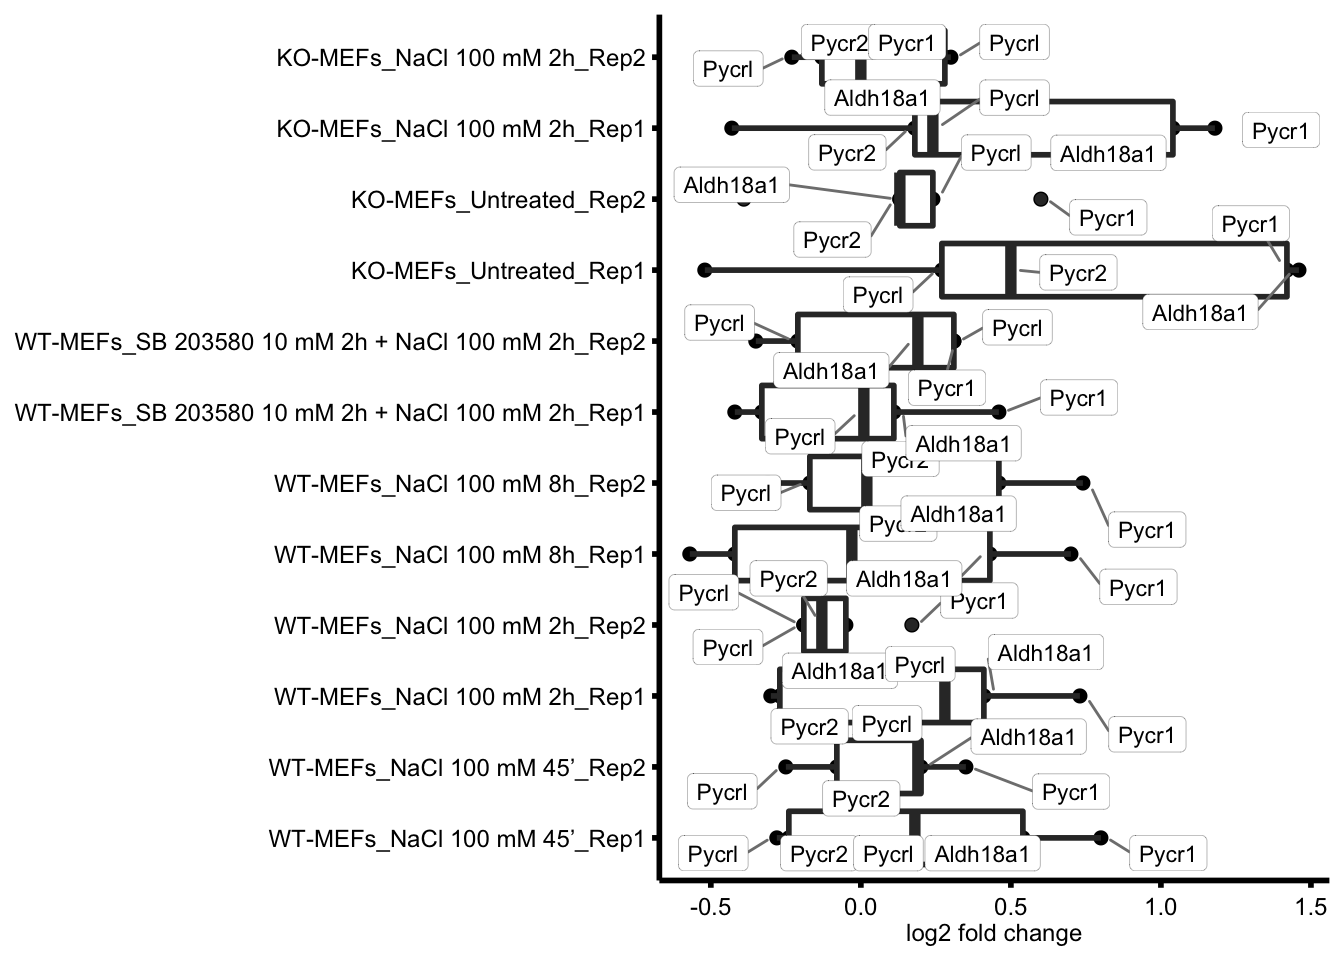 KO-MEFs_NaCl 100 mM 2h_Rep2
Pycrl
Pycr2
Pycr1
Pycrl
KO-MEFs_NaCl 100 mM 2h_Rep1
Aldh18a1
Pycrl
Pycr2
Aldh18a1
Pycr1
KO-MEFs_Untreated_Rep2
Aldh18a1
Pycrl
Pycr2
Pycr1
KO-MEFs_Untreated_Rep1
Pycr1
Pycrl
Pycr2
Aldh18a1
WT-MEFs_SB 203580 10 mM 2h + NaCl 100 mM 2h_Rep2
Pycrl
Pycrl
Aldh18a1
Pycr1
WT-MEFs_SB 203580 10 mM 2h + NaCl 100 mM 2h_Rep1
Pycr1
Pycrl
Aldh18a1
WT-MEFs_NaCl 100 mM 8h_Rep2
Pycr2
Pycrl
Aldh18a1
Pycr1
WT-MEFs_NaCl 100 mM 8h_Rep1
Pycr2
Aldh18a1
Pycr1
WT-MEFs_NaCl 100 mM 2h_Rep2
Pycrl
Pycr1
Pycrl
WT-MEFs_NaCl 100 mM 2h_Rep1
Aldh18a1
Pycrl
Aldh18a1
Pycr2
Pycrl
Pycr1
WT-MEFs_NaCl 100 mM 45’_Rep2
Aldh18a1
Pycrl
Pycr2
Pycr1
WT-MEFs_NaCl 100 mM 45’_Rep1
Pycrl
Pycr2
Pycrl
Aldh18a1
Pycr1
-0.5
0.0
0.5
1.0
1.5
log2 fold change